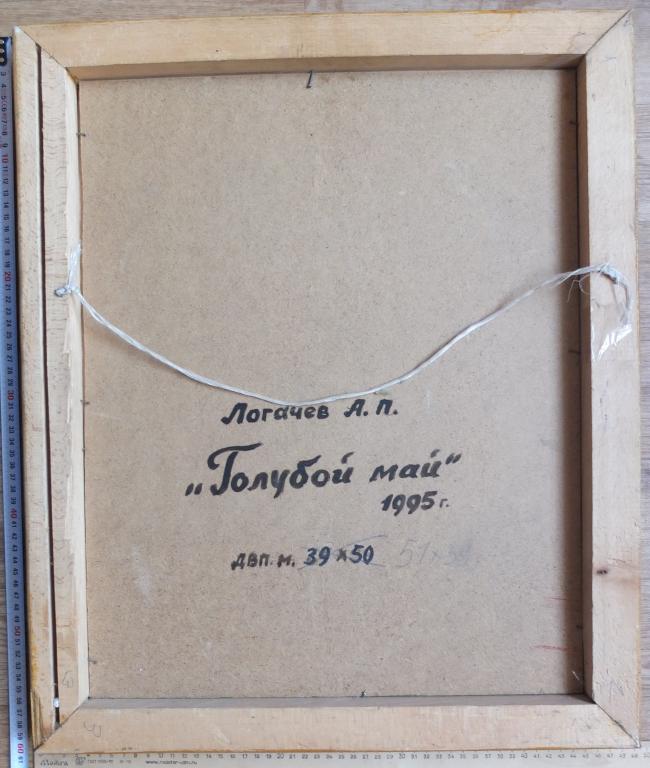 Логачев А. П.
„Голубой май“
1995 г.
ДВП. М. 39 х 50